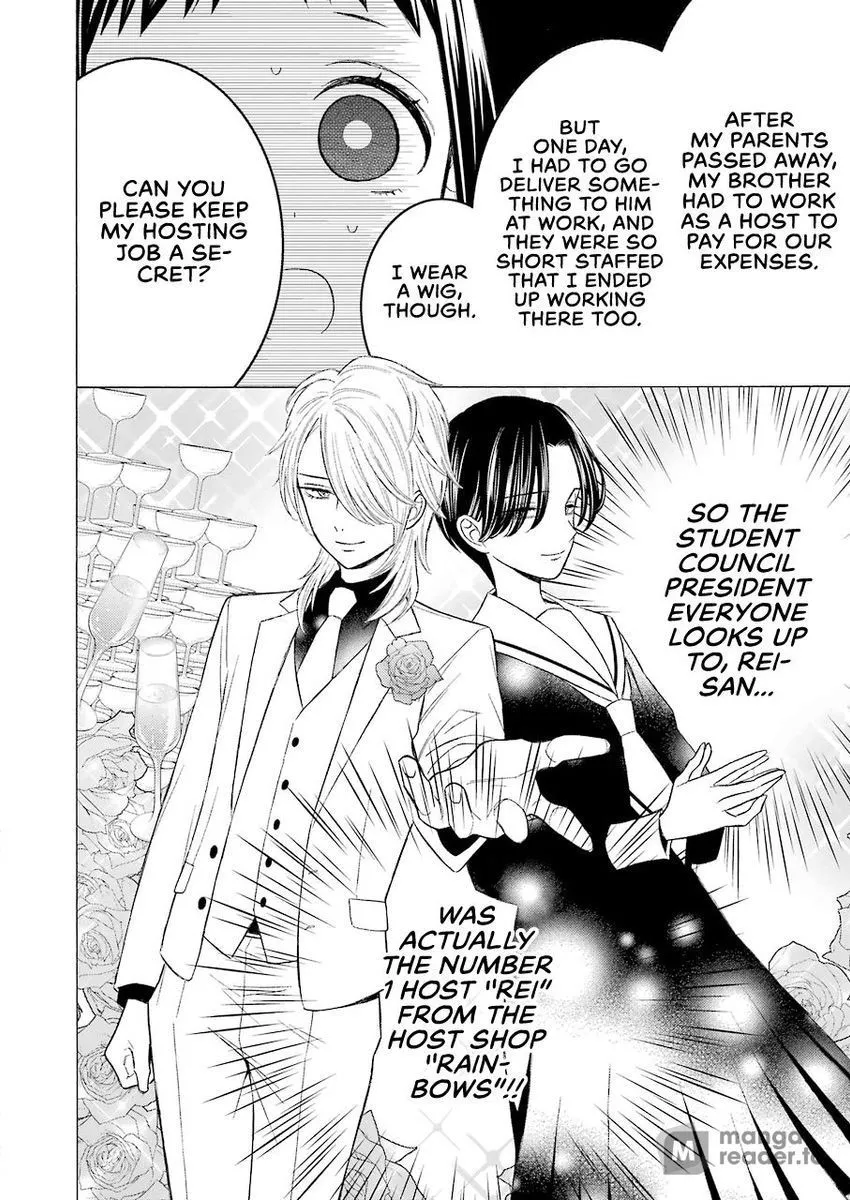 AFTER
MY PARENTS
PASSED AWAY,
MY BROTHER
HAD TO WORK
AS A HOST TO
PAY FOR OUR
EXPENSES.
BUT
ONE DAY,
I HAD TO GO
DELIVER SOME-
THING TO HIM
AT WORK, AND
THEY WERE SO
SHORT STAFFED
THAT I ENDED
UP WORKING
THERE TOO.
I WEAR
A WIG,
THOUGH.
CAN YOU
PLEASE KEEP
MY HOSTING
JOB A SE-
CRET?
SO THE
STUDENT
COUNCIL
PRESIDENT
EVERYONE
LOOKS UP
TO, REI-
SAN...
WAS
ACTUALLY
THE NUMBER
1 HOST "REI"
FROM THE
HOST SHOP
"RAIN-
BOWS"!!
M manga
reader.to